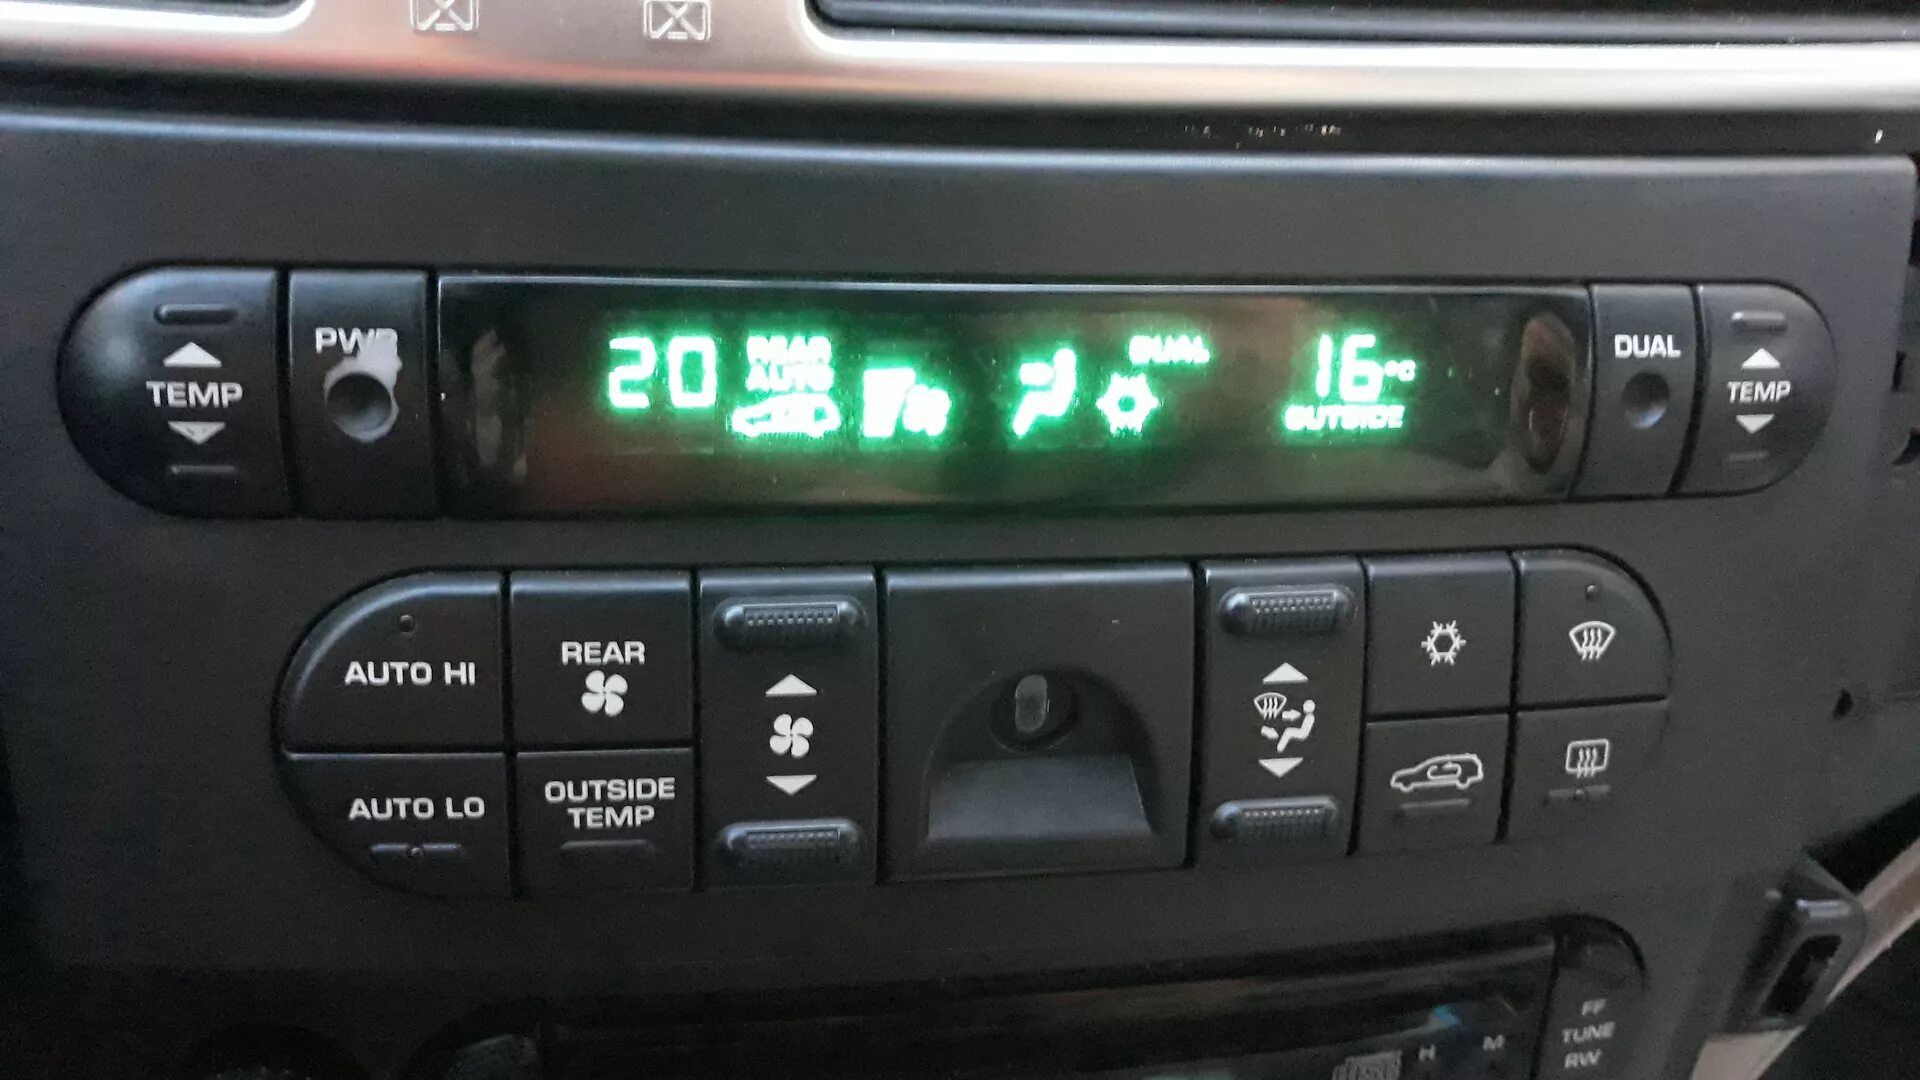 TEMP
PWR
20
REAR
AUTO
DUAL
16°C
OUTSIDE
DUAL
TEMP
AUTO HI
REAR
AUTO LO
OUTSIDE
TEMP
FF
TUNE
RW
H
M
disc